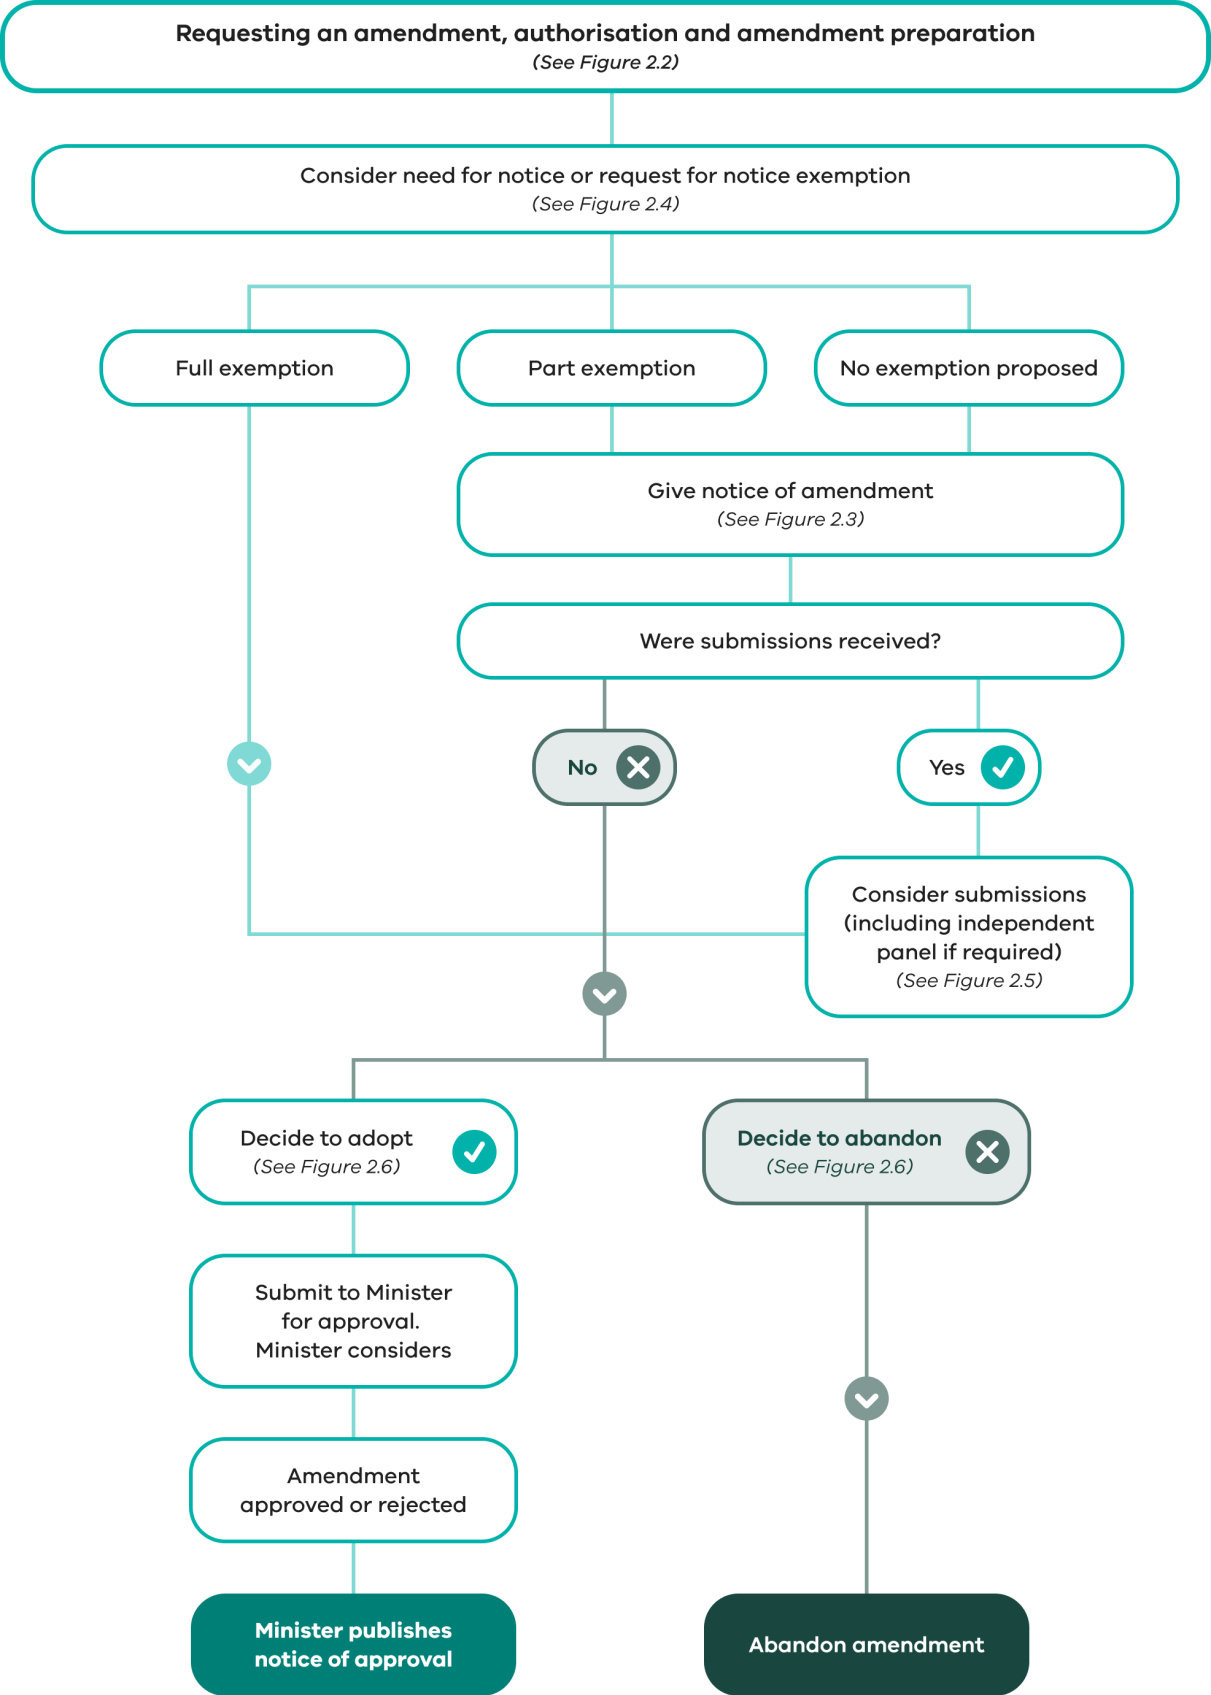 Requesting an amendment, authorisation and amendment preparation
(See Figure 2.2)
Consider need for notice or request for notice exemption
(See Figure 2.4)
Full exemption
Part exemption
No exemption proposed
Give notice of amendment
(See Figure 2.3)
Were submissions received?
No
Yes
Consider submissions
(including independent
panel if required)
(See Figure 2.5)
Decide to adopt
(See Figure 2.6)
Decide to abandon
(See Figure 2.6)
Submit to Minister
for approval.
Minister considers
Amendment
approved or rejected
Minister publishes
notice of approval
Abandon amendment